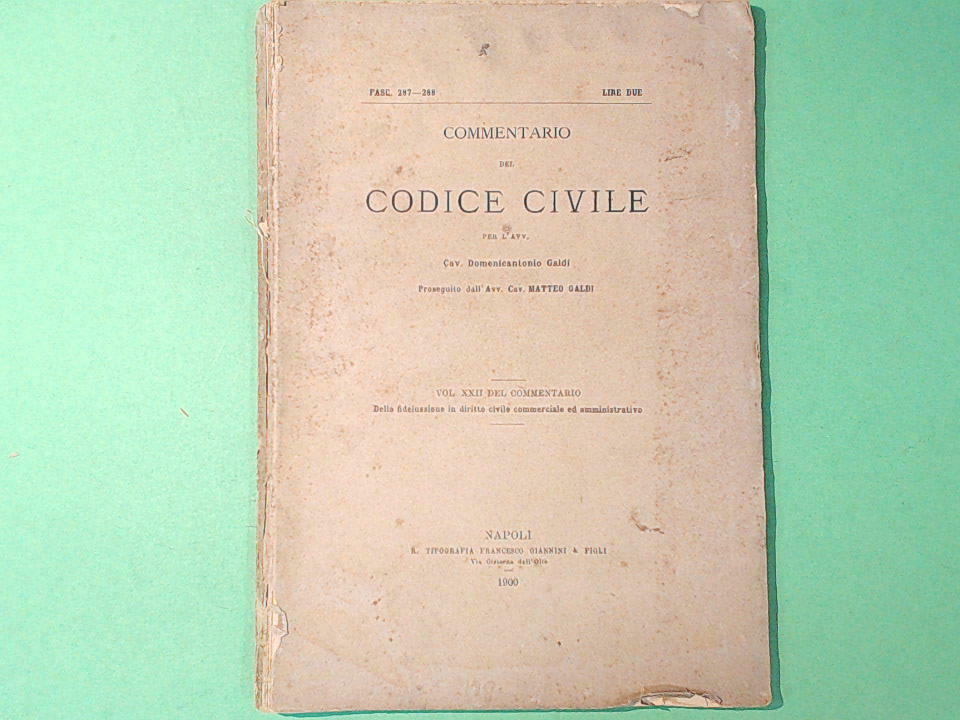 FASC. 287—288 LIRE DUE
COMMENTARIO
DEL
CODICE CIVILE
PER L'AVV.
Cav. Domenicantonio Galdi
Proseguito dall'Avv. Cav. MATTEO GALDI
VOL. XXII DEL COMMENTARIO
Della fideiussione in diritto civile commerciale ed amministrativo
NAPOLI
R. TIPOGRAFIA FRANCESCO GIANNINI & FIGLI
Via Cisterna dell'Olio
1900